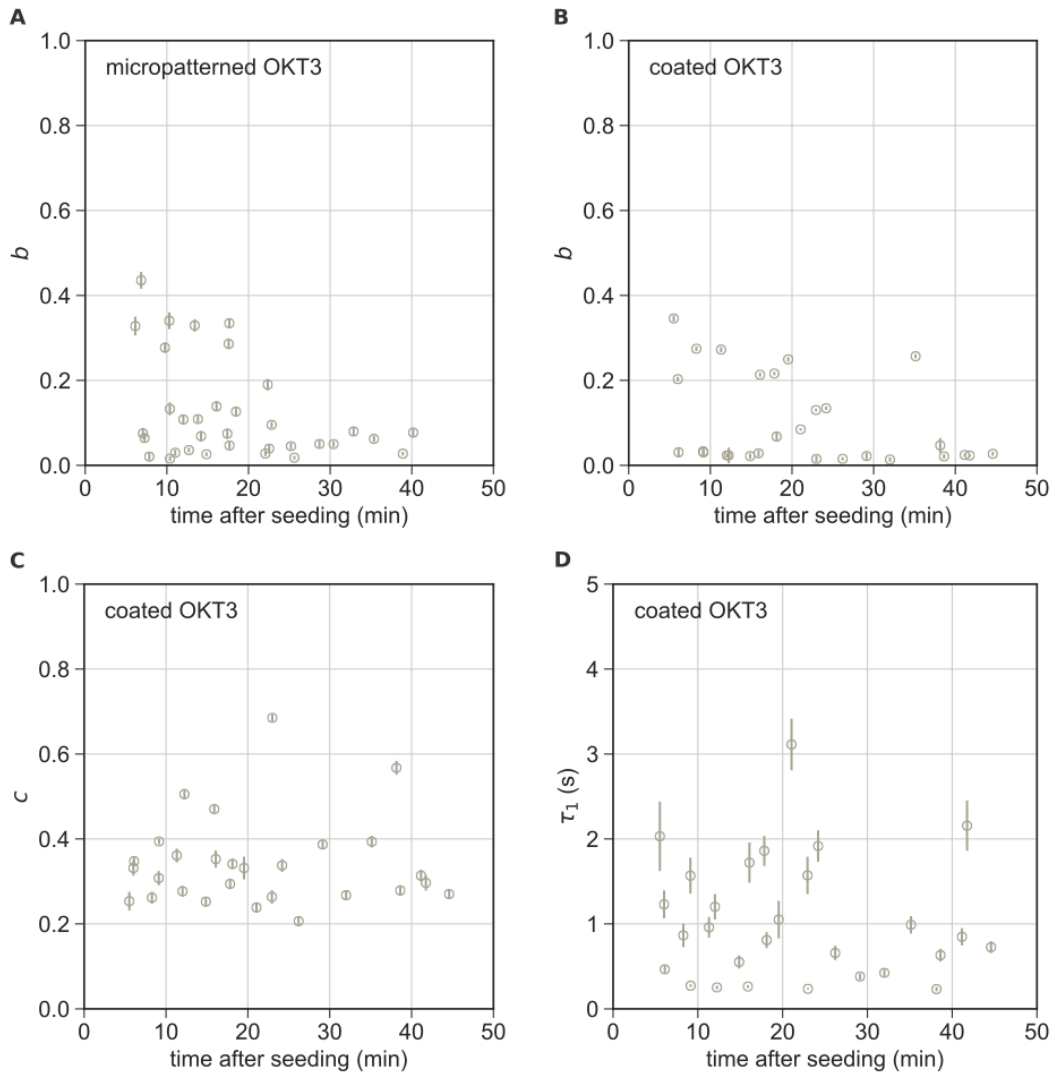 A
1.0
0.8
0.6
0.4
0.2
0.0
b
micropatterned OKT3
0 10 20 30 40 50
time after seeding (min)
B
1.0
0.8
0.6
0.4
0.2
0.0
b
coated OKT3
0 10 20 30 40 50
time after seeding (min)
C
1.0
0.8
0.6
0.4
0.2
0.0
c
coated OKT3
0 10 20 30 40 50
time after seeding (min)
D
5
4
3
2
1
0
τ₁ (s)
coated OKT3
0 10 20 30 40 50
time after seeding (min)